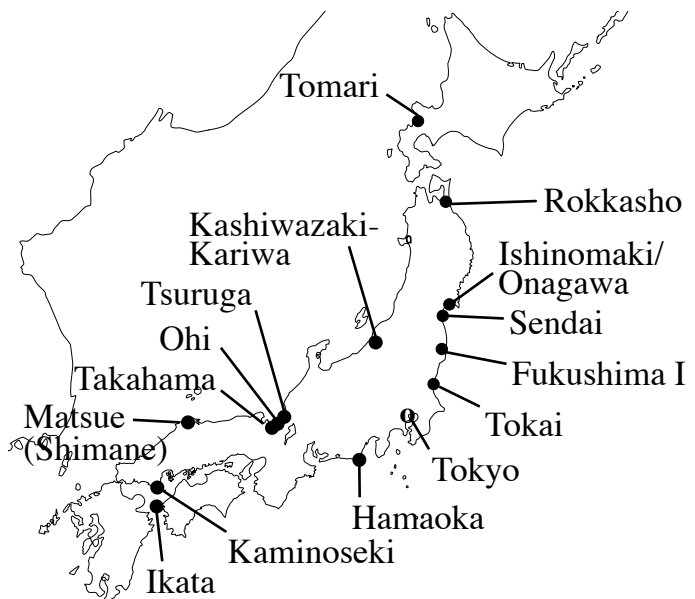 Tomari
Rokkasho
Kashiwazaki-
Kariwa
Ishinomaki/
Onagawa
Tsuruga
Sendai
Ohi
Fukushima I
Takahama
Matsue
(Shimane)
Tokai
Tokyo
Hamaoka
Kaminoseki
Ikata